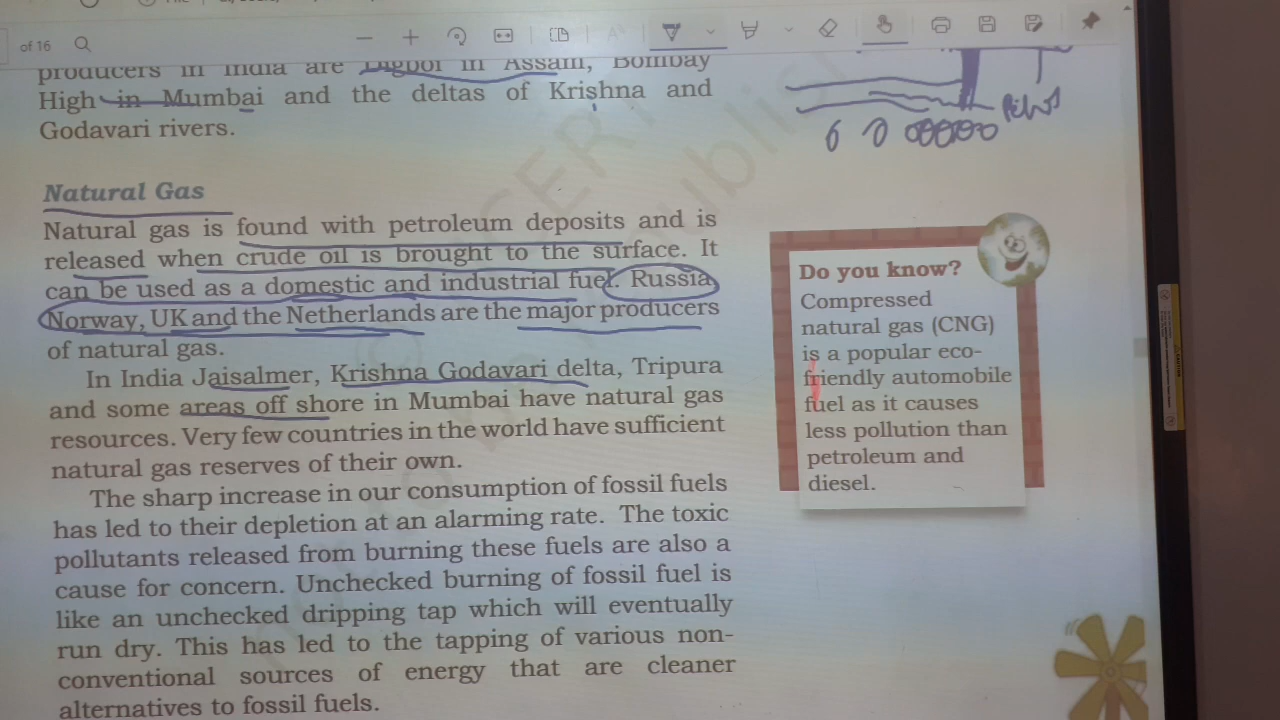 of 16
producers in India are Digboi in Assam, Bombay
High in Mumbai and the deltas of Krishna and
Godavari rivers.
Natural Gas
Natural gas is found with petroleum deposits and is
released when crude oil is brought to the surface. It
can be used as a domestic and industrial fuel. Russia
Norway, UK and the Netherlands are the major producers
of natural gas.
In India Jaisalmer, Krishna Godavari delta, Tripura
and some areas off shore in Mumbai have natural gas
resources. Very few countries in the world have sufficient
natural gas reserves of their own.
The sharp increase in our consumption of fossil fuels
has led to their depletion at an alarming rate. The toxic
pollutants released from burning these fuels are also a
cause for concern. Unchecked burning of fossil fuel is
like an unchecked dripping tap which will eventually
run dry. This has led to the tapping of various non-
conventional sources of energy that are cleaner
alternatives to fossil fuels.
Do you know?
Compressed
natural gas (CNG)
is a popular eco-
friendly automobile
fuel as it causes
less pollution than
petroleum and
diesel.